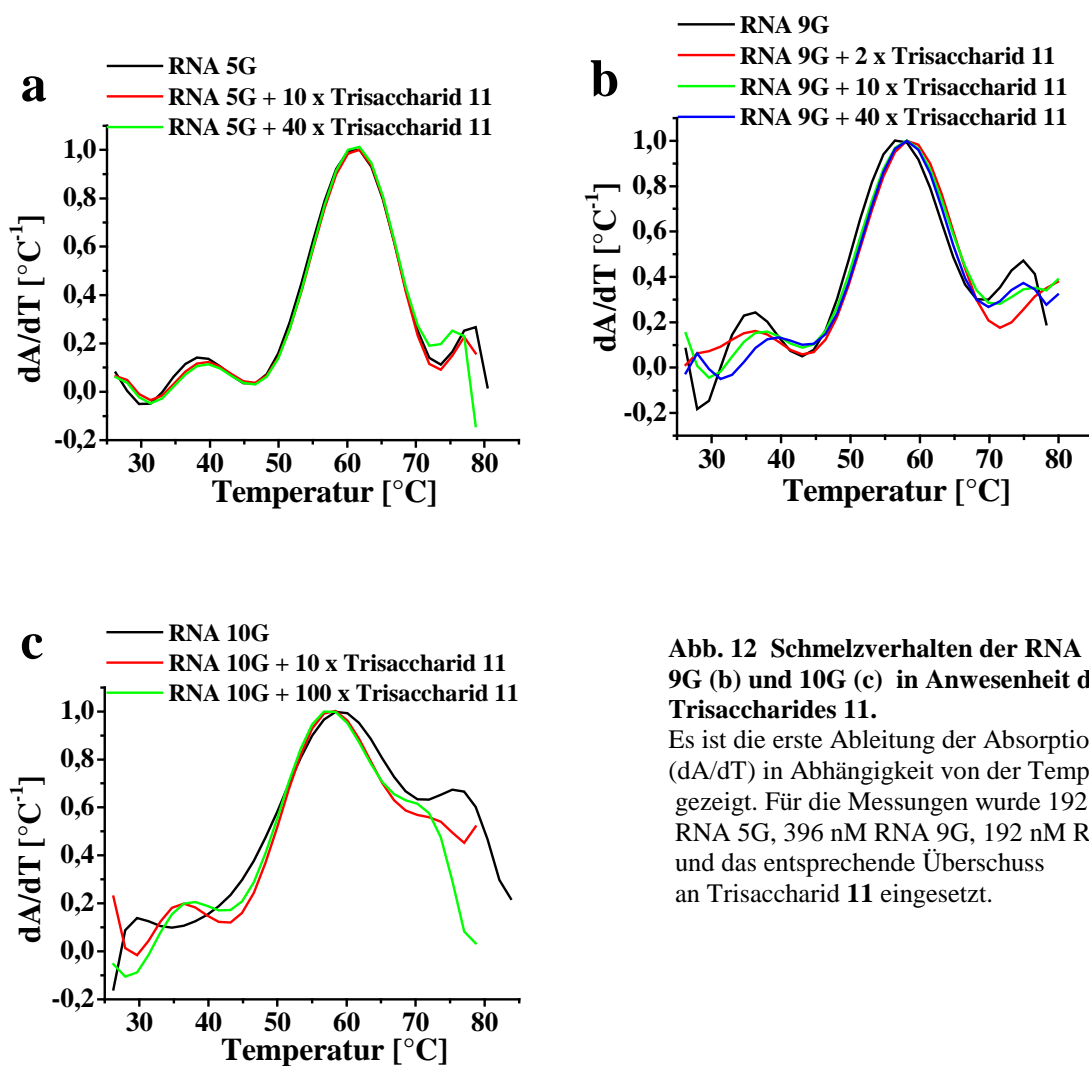 a
RNA 5G
RNA 5G + 10 x Trisaccharid 11
RNA 5G + 40 x Trisaccharid 11
1,0
0,8
0,6
0,4
0,2
0,0
-0,2
dA/dT [°C-1]
30 40 50 60 70 80
Temperatur [°C]
b
RNA 9G
RNA 9G + 2 x Trisaccharid 11
RNA 9G + 10 x Trisaccharid 11
RNA 9G + 40 x Trisaccharid 11
1,0
0,8
0,6
0,4
0,2
0,0
-0,2
dA/dT [°C-1]
30 40 50 60 70 80
Temperatur [°C]
c
RNA 10G
RNA 10G + 10 x Trisaccharid 11
RNA 10G + 100 x Trisaccharid 11
1,0
0,8
0,6
0,4
0,2
0,0
-0,2
dA/dT [°C-1]
30 40 50 60 70 80
Temperatur [°C]
Abb. 12 Schmelzverhalten der RNA
9G (b) und 10G (c) in Anwesenheit d
Trisaccharides 11.
Es ist die erste Ableitung der Absorptio
(dA/dT) in Abhängigkeit von der Temp
gezeigt. Für die Messungen wurde 192
RNA 5G, 396 nM RNA 9G, 192 nM R
und das entsprechende Überschuss
an Trisaccharid 11 eingesetzt.